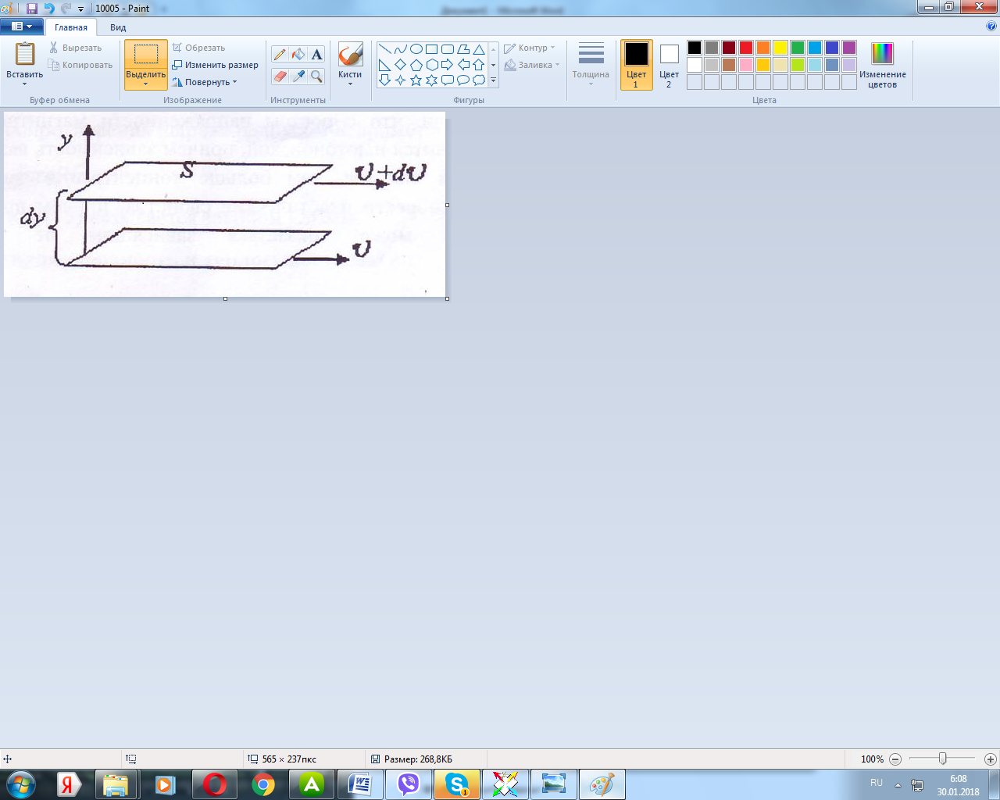 10005 - Paint
Главная Вид
Вставить
Вырезать
Копировать
Буфер обмена
Выделить
Обрезать
Изменить размер
Повернуть
Изображение
A
Инструменты
Кисти
Контур
Заливка
Фигуры
Толщина
Цвет 1
Цвет 2
Изменение цветов
Цвета
y
S
υ+dυ
dy
υ
565 × 237пкс
Размер: 268,8КБ
100%
RU
6:08
30.01.2018